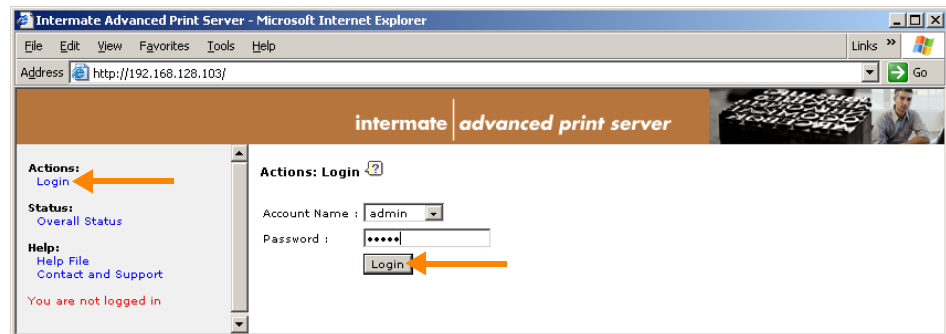 Intermate Advanced Print Server - Microsoft Internet Explorer
File Edit View Favorites Tools Help Links »
Address http://192.168.128.103/ Go
intermate advanced print server
Actions:
Login
Status:
Overall Status
Help:
Help File
Contact and Support
You are not logged in
Actions: Login ?
Account Name : admin
Password : •••••
Login